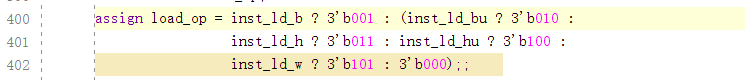 400 assign load_op = inst_ld_b ? 3'b001 : (inst_ld_bu ? 3'b010 :
401 inst_ld_h ? 3'b011 : inst_ld_hu ? 3'b100 :
402 inst_ld_w ? 3'b101 : 3'b000);;